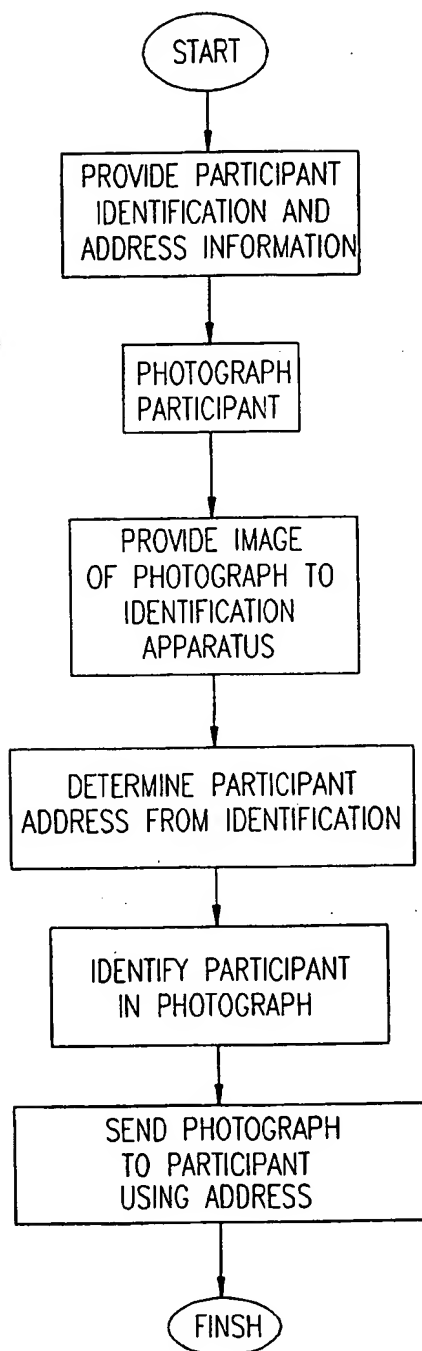 START
PROVIDE PARTICIPANT
IDENTIFICATION AND
ADDRESS INFORMATION
PHOTOGRAPH
PARTICIPANT
PROVIDE IMAGE
OF PHOTOGRAPH TO
IDENTIFICATION
APPARATUS
DETERMINE PARTICIPANT
ADDRESS FROM IDENTIFICATION
IDENTIFY PARTICIPANT
IN PHOTOGRAPH
SEND PHOTOGRAPH
TO PARTICIPANT
USING ADDRESS
FINSH